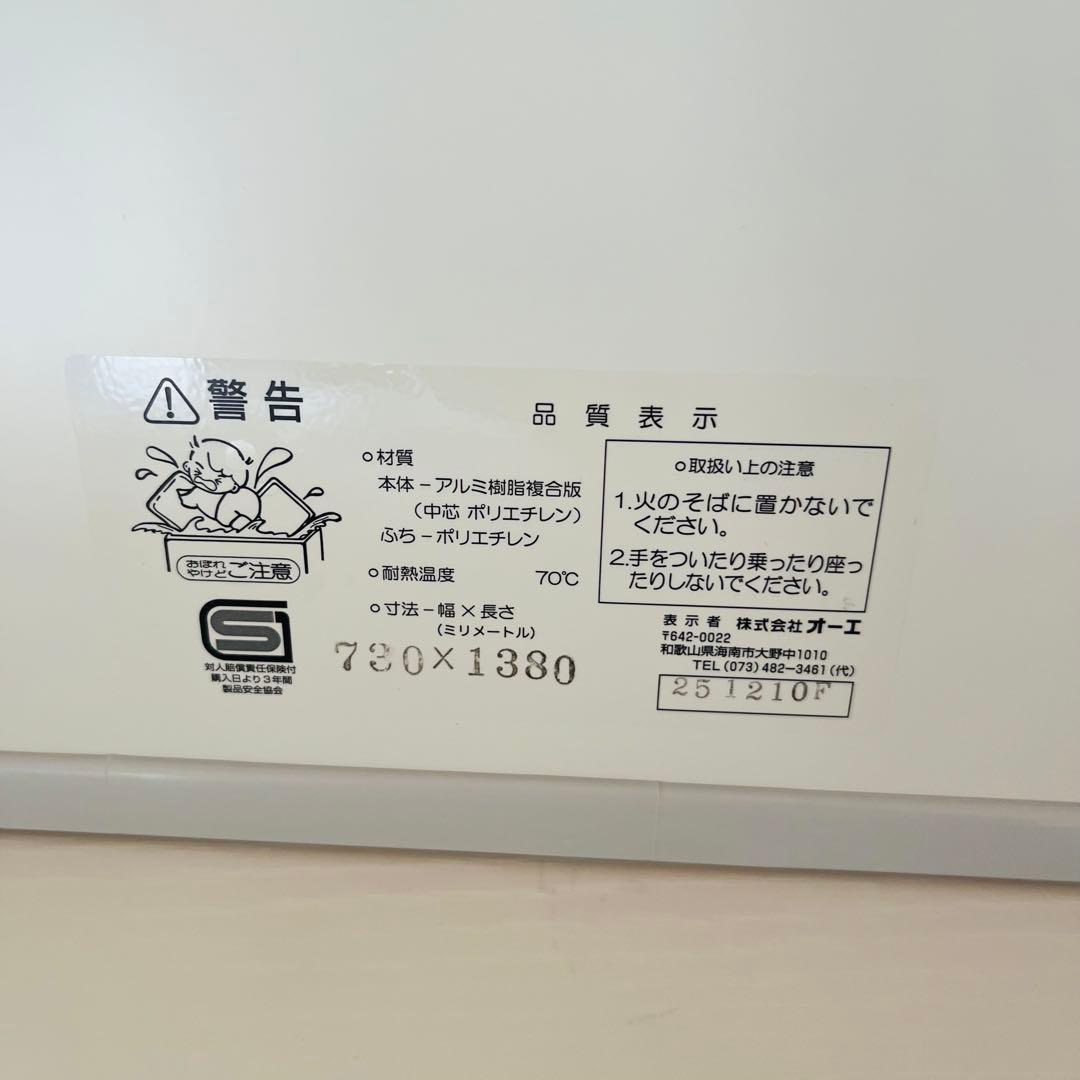 警告
おぼれ
やけど
ご注意
対人賠償責任保険付
購入日より3年間
製品安全協会
品質表示
○材質
本体-アルミ樹脂複合版
(中芯 ポリエチレン)
ふち-ポリエチレン
○耐熱温度 70℃
○寸法-幅×長さ
(ミリメートル)
730×1380
○取扱い上の注意
1.火のそばに置かないで
ください。
2.手をついたり乗ったり座っ
たりしないでください。
表示者 株式会社オーエ
〒642-0022
和歌山県海南市大野中1010
TEL(073)482-3461(代)
251210F